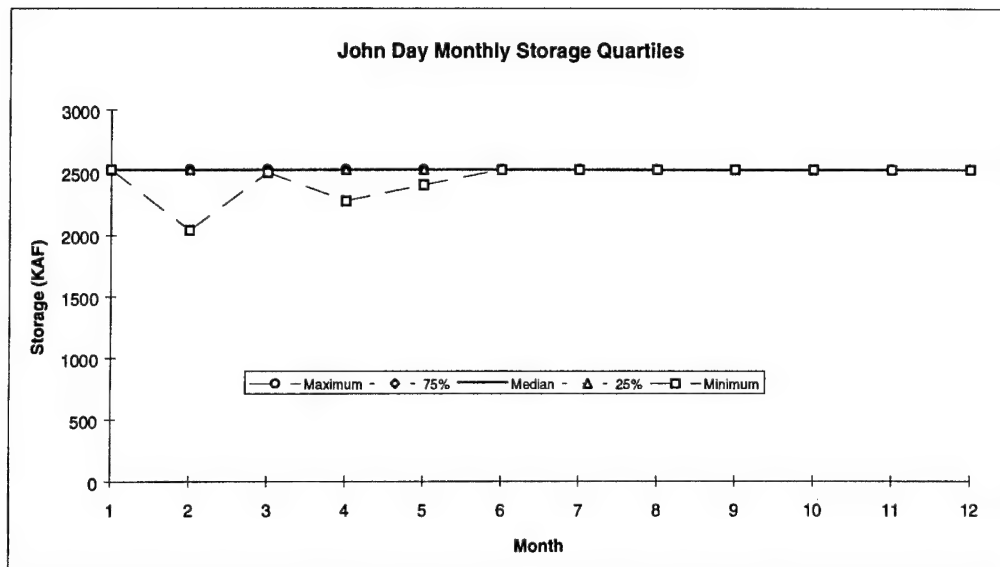 John Day Monthly Storage Quartiles
Storage (KAF)
3000
2500
2000
1500
1000
500
0
Maximum 75% Median 25% Minimum
1 2 3 4 5 6 7 8 9 10 11 12
Month